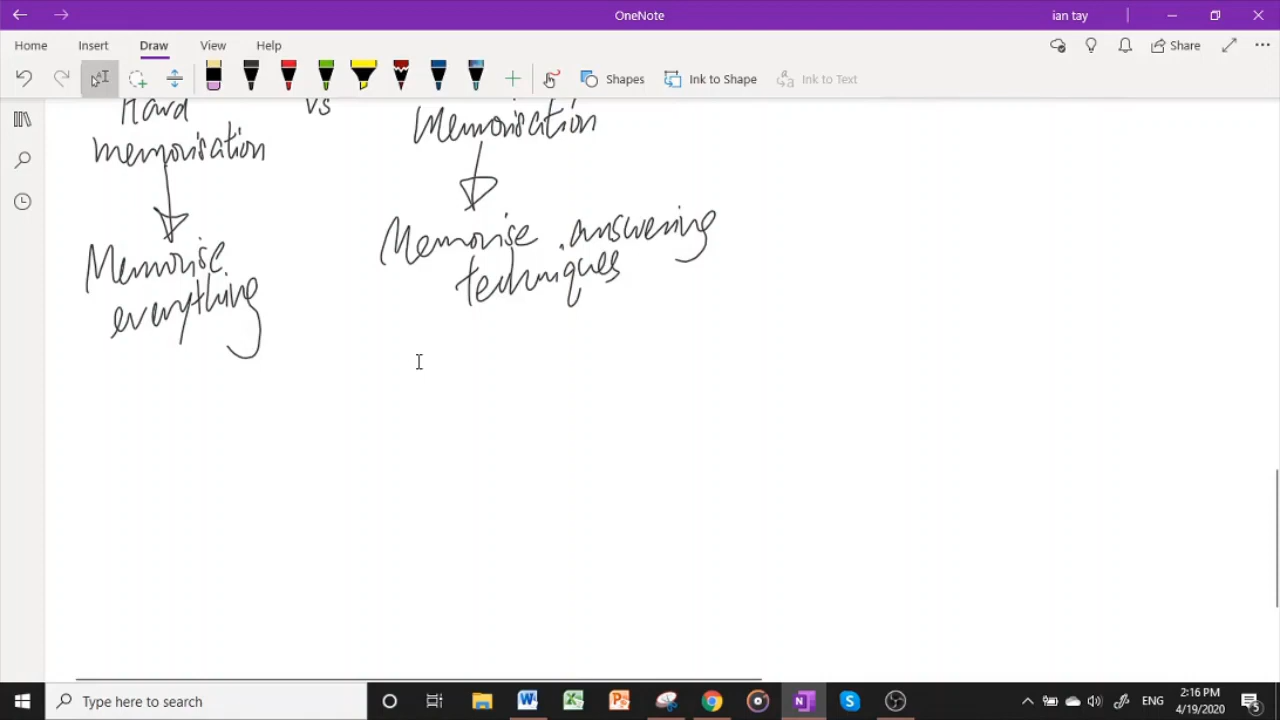 OneNote
ian tay
Home Insert Draw View Help
Share
Shapes
Ink to Shape
Ink to Text
Hard
vs
memorisation
Memorise
everything
Memorisation
Memorise answering
techniques
Type here to search
ENG
2:16 PM
4/19/2020
5